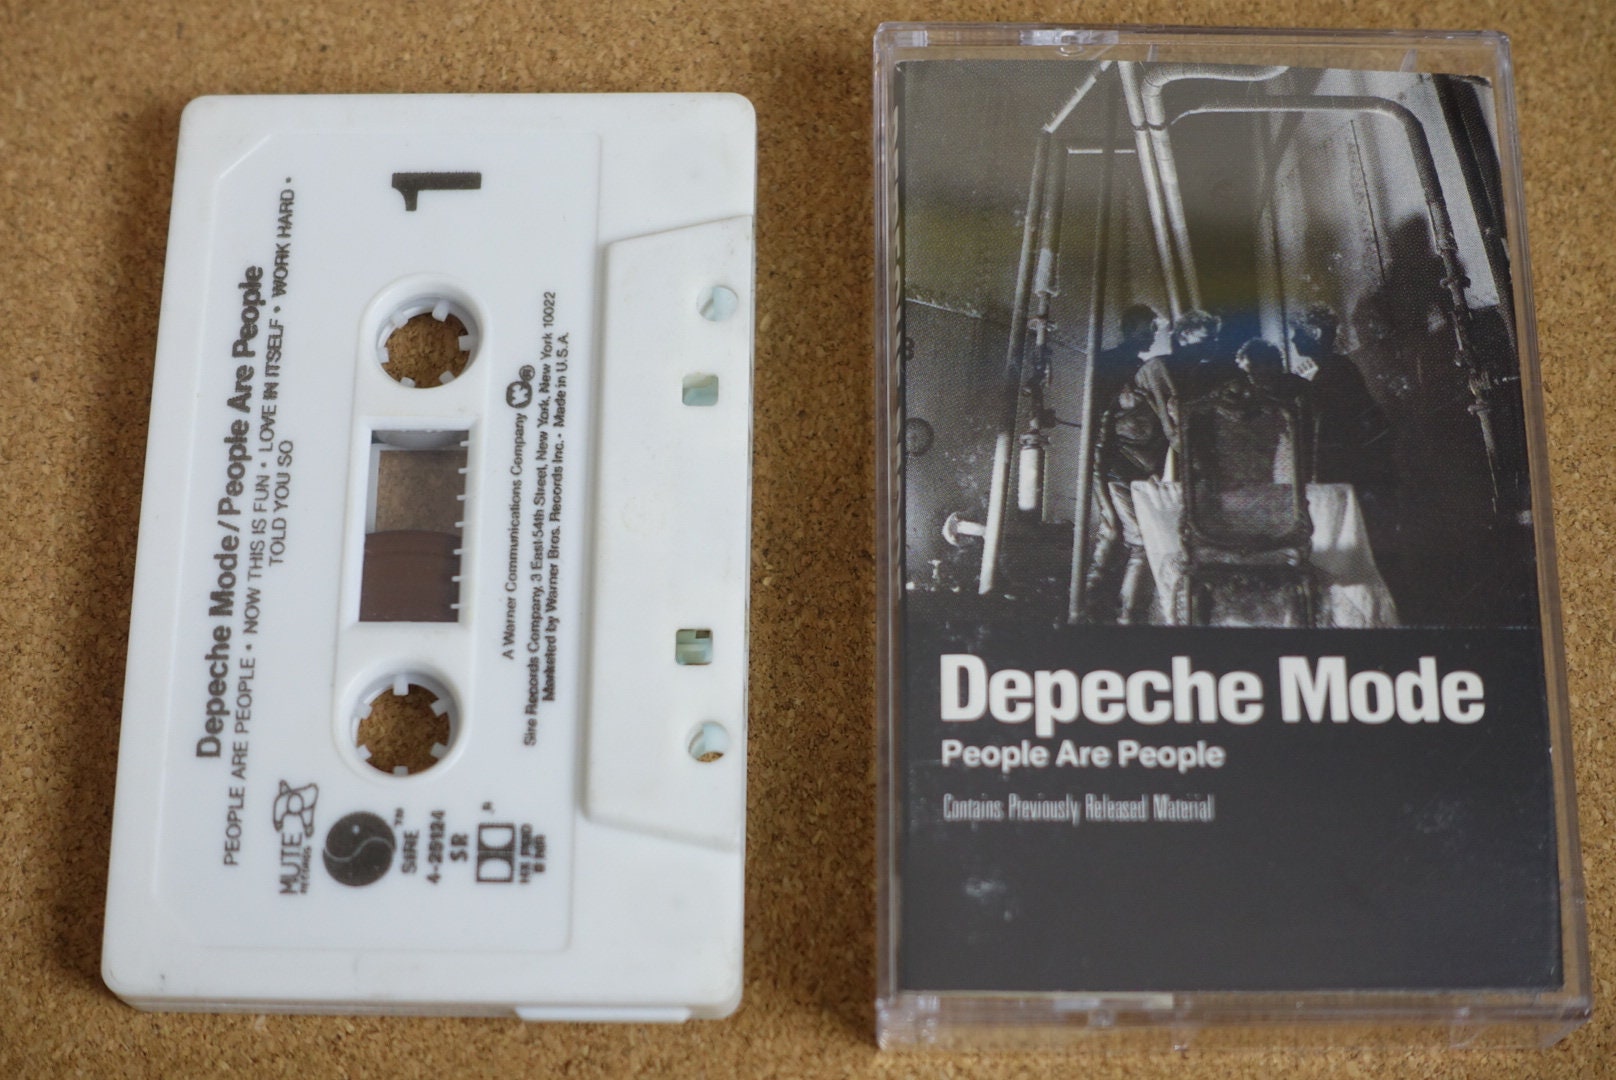 1
Depeche Mode/People Are People
PEOPLE ARE PEOPLE • NOW THIS IS FUN • LOVE IN ITSELF • WORK HARD •
TOLD YOU SO
A Warner Communications Company W®
Sire Records Company, 3 East 54th Street, New York, New York 10022
Marketed by Warner Bros. Records Inc. • Made in U.S.A.
MUTE
RECORDS
SIRE™
4-25124
SR
Depeche Mode
People Are People
Contains Previously Released Material